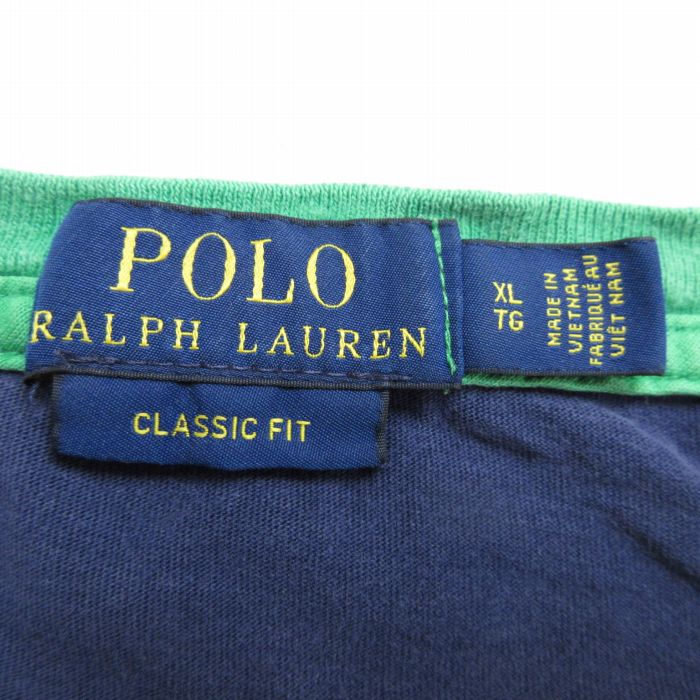 POLO
RALPH LAUREN
CLASSIC FIT
XL
TG
MADE IN
VIETNAM
FABRIQUÉ AU
VIÊT NAM